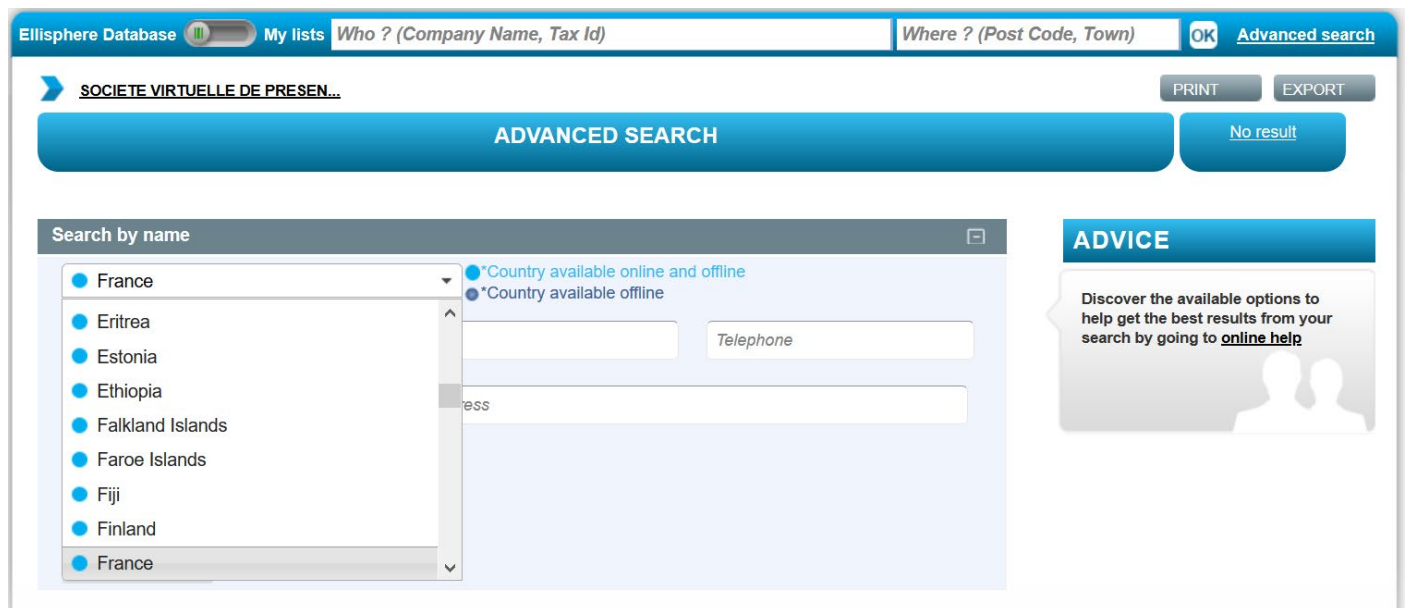 Ellisphere Database My lists Who ? (Company Name, Tax Id) Where ? (Post Code, Town) OK Advanced search
SOCIETE VIRTUELLE DE PRESEN... PRINT EXPORT
ADVANCED SEARCH No result
Search by name
France
*Country available online and offline
*Country available offline
Eritrea
Estonia
Ethiopia
Falkland Islands
Faroe Islands
Fiji
Finland
France
Telephone
ress
ADVICE
Discover the available options to
help get the best results from your
search by going to online help